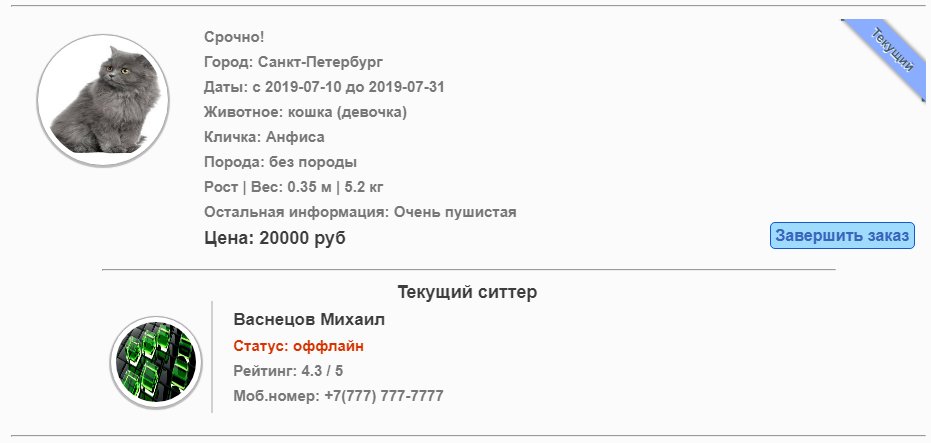 Срочно!
Текущий
Город: Санкт-Петербург
Даты: с 2019-07-10 до 2019-07-31
Животное: кошка (девочка)
Кличка: Анфиса
Порода: без породы
Рост | Вес: 0.35 м | 5.2 кг
Остальная информация: Очень пушистая
Цена: 20000 руб
Завершить заказ
Текущий ситтер
Васнецов Михаил
Статус: оффлайн
Рейтинг: 4.3 / 5
Моб.номер: +7(777) 777-7777